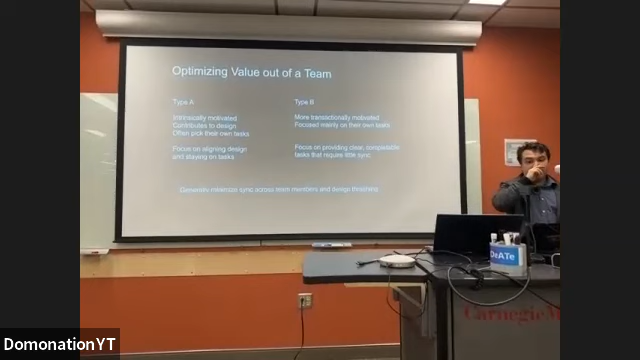 Optimizing Value out of a Team
Type A
Type B
Intrinsically motivated
Contributes to design
Often pick their own tasks
More transactionally motivated
Focused mainly on their own tasks
Focus on aligning design
and staying on tasks
Focus on providing clear, completable
tasks that require little sync
Generally minimize sync across team members and design thrashing
DrATe
CarnegieM
DomonationYT